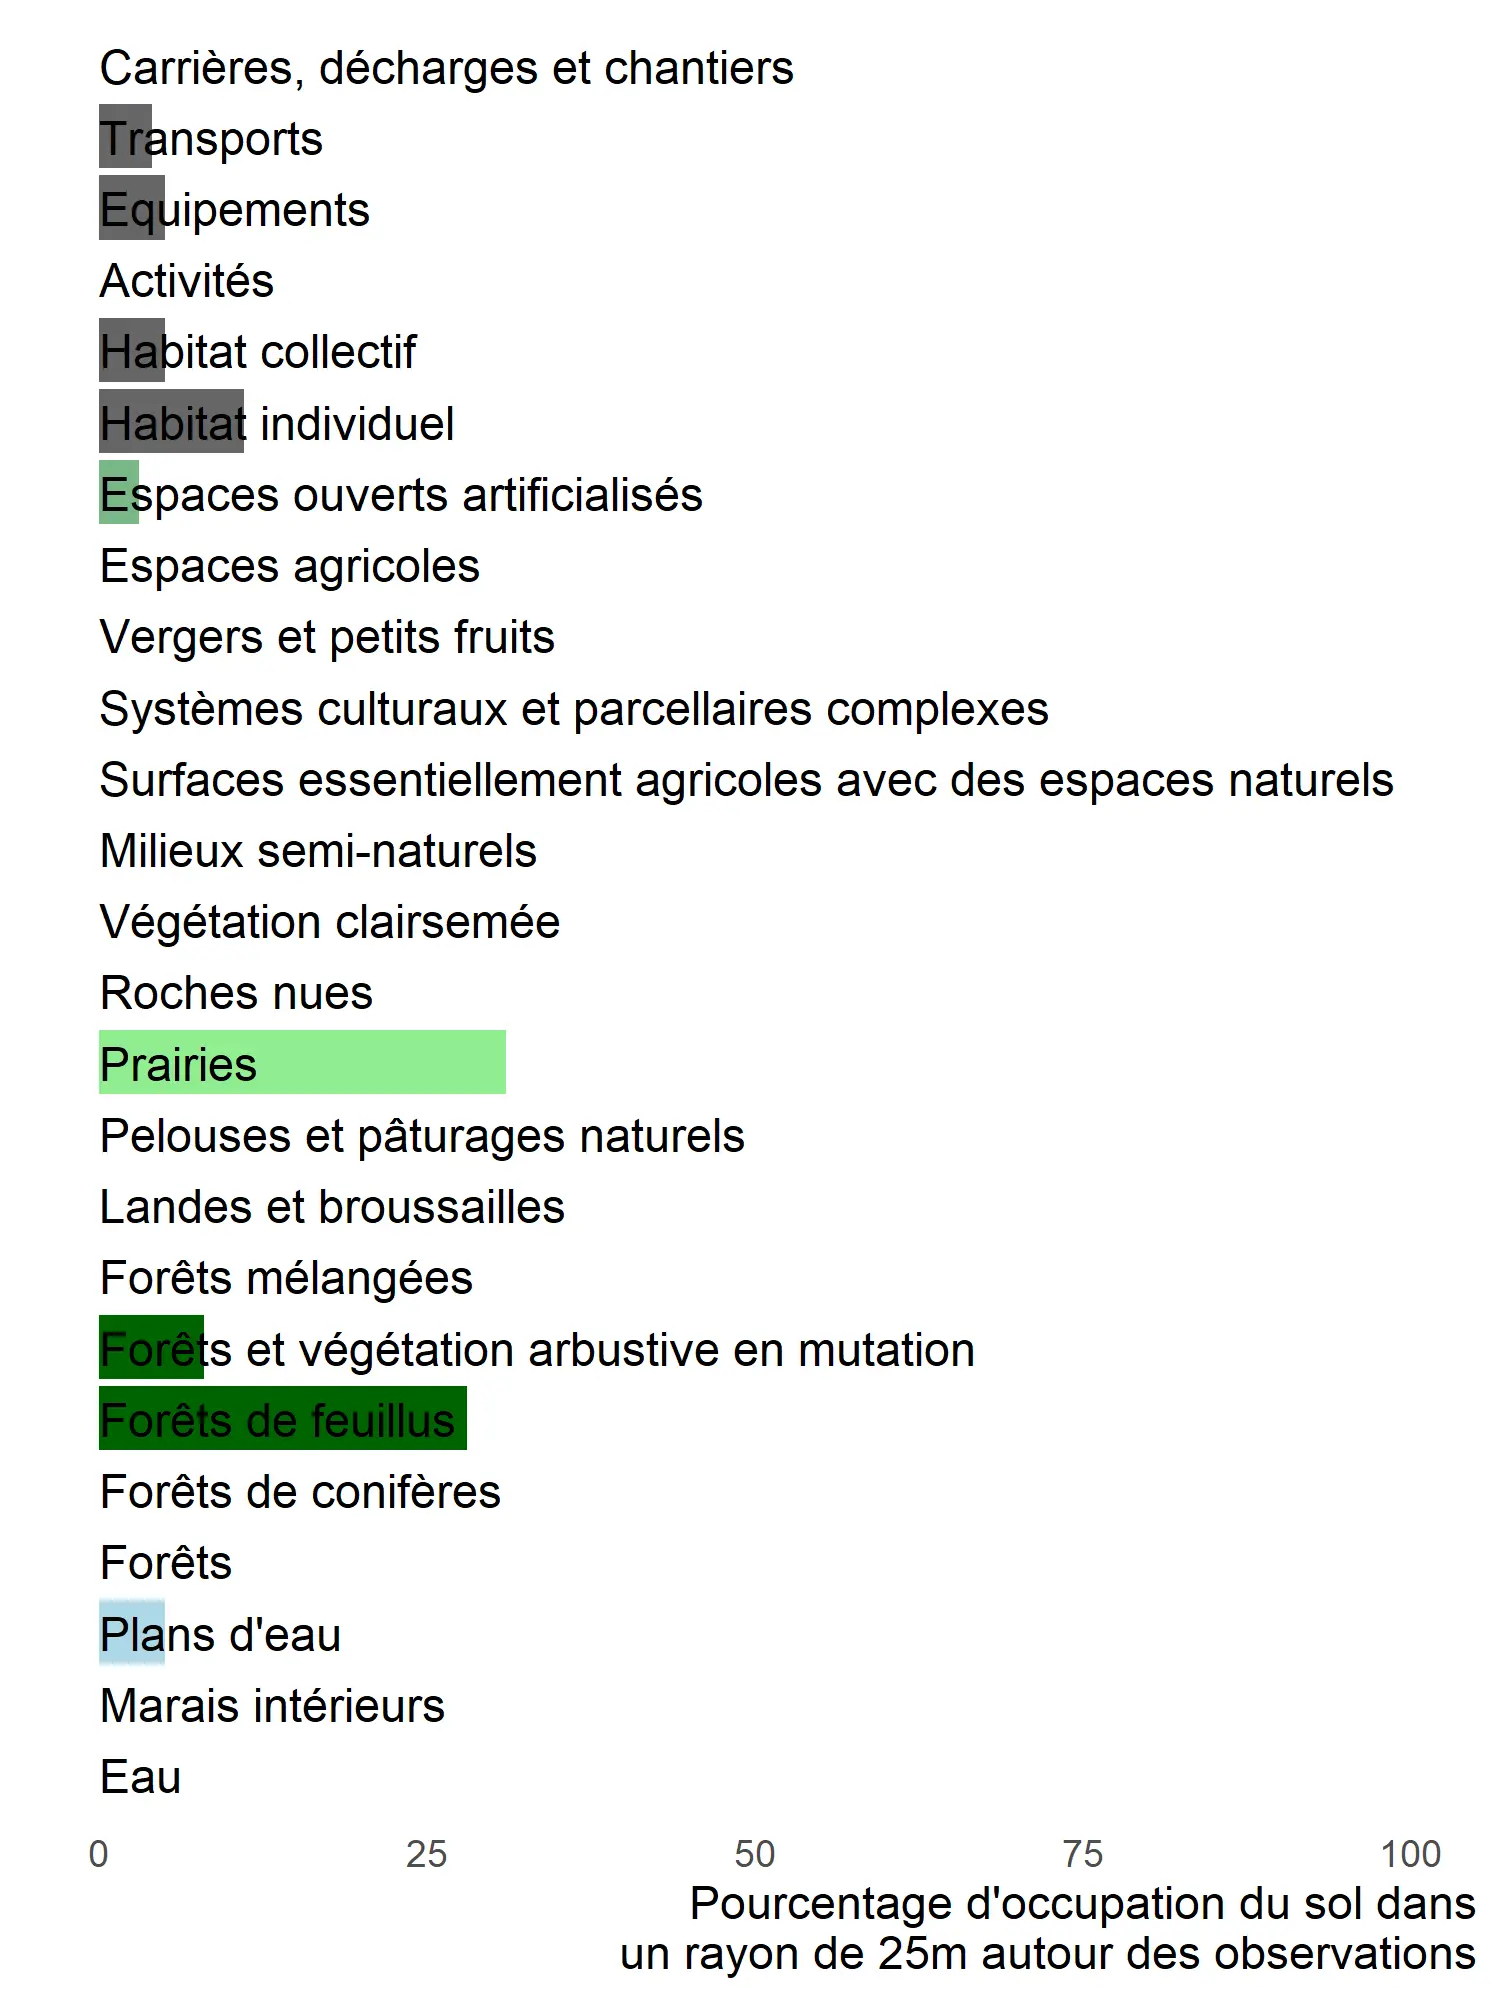 Carrières, décharges et chantiers
Transports
Equipements
Activités
Habitat collectif
Habitat individuel
Espaces ouverts artificialisés
Espaces agricoles
Vergers et petits fruits
Systèmes culturaux et parcellaires complexes
Surfaces essentiellement agricoles avec des espaces naturels
Milieux semi-naturels
Végétation clairsemée
Roches nues
Prairies
Pelouses et pâturages naturels
Landes et broussailles
Forêts mélangées
Forêts et végétation arbustive en mutation
Forêts de feuillus
Forêts de conifères
Forêts
Plans d'eau
Marais intérieurs
Eau
0 25 50 75 100
Pourcentage d'occupation du sol dans
un rayon de 25m autour des observations